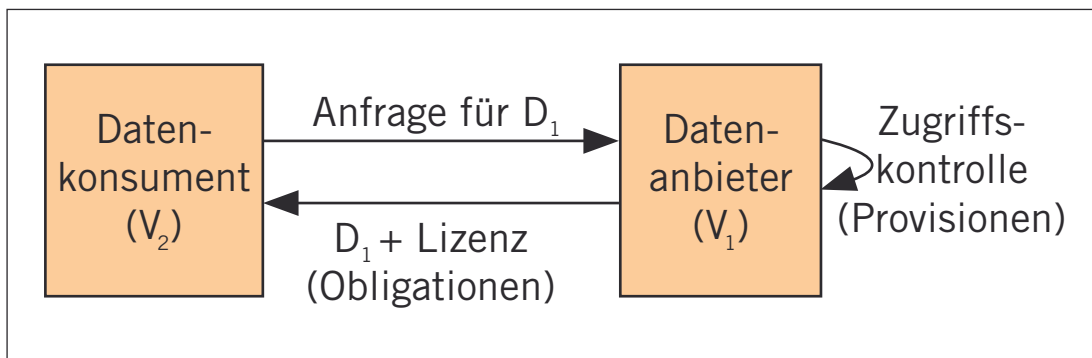 Daten-
konsument
(V₂)
Anfrage für D₁
D₁ + Lizenz
(Obligationen)
Daten-
anbieter
(V₁)
Zugriffs-
kontrolle
(Provisionen)